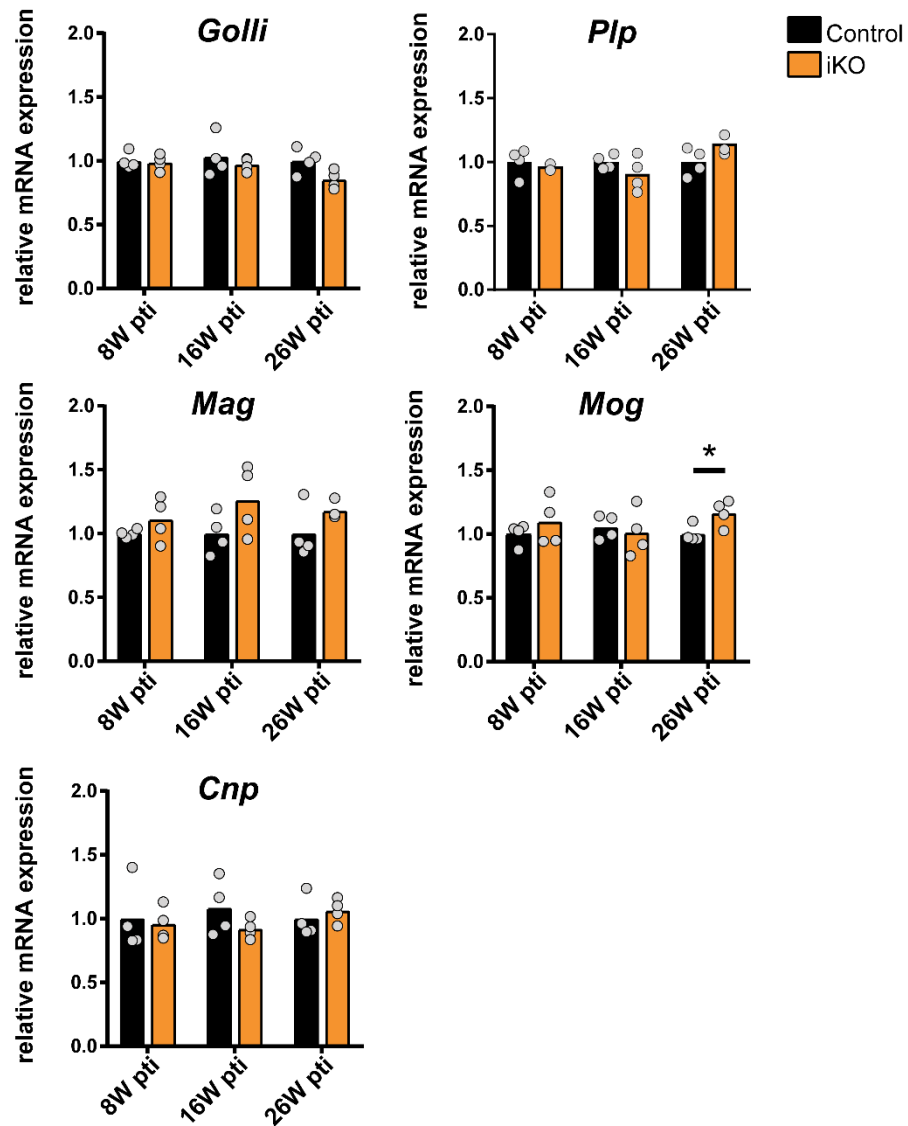 Golli
relative mRNA expression
2.0
1.5
1.0
0.5
0.0
8W pti
16W pti
26W pti
Plp
relative mRNA expression
2.0
1.5
1.0
0.5
0.0
8W pti
16W pti
26W pti
Control
iKO
Mag
relative mRNA expression
2.0
1.5
1.0
0.5
0.0
8W pti
16W pti
26W pti
Mog
relative mRNA expression
2.0
1.5
1.0
0.5
0.0
*
8W pti
16W pti
26W pti
Cnp
relative mRNA expression
2.0
1.5
1.0
0.5
0.0
8W pti
16W pti
26W pti